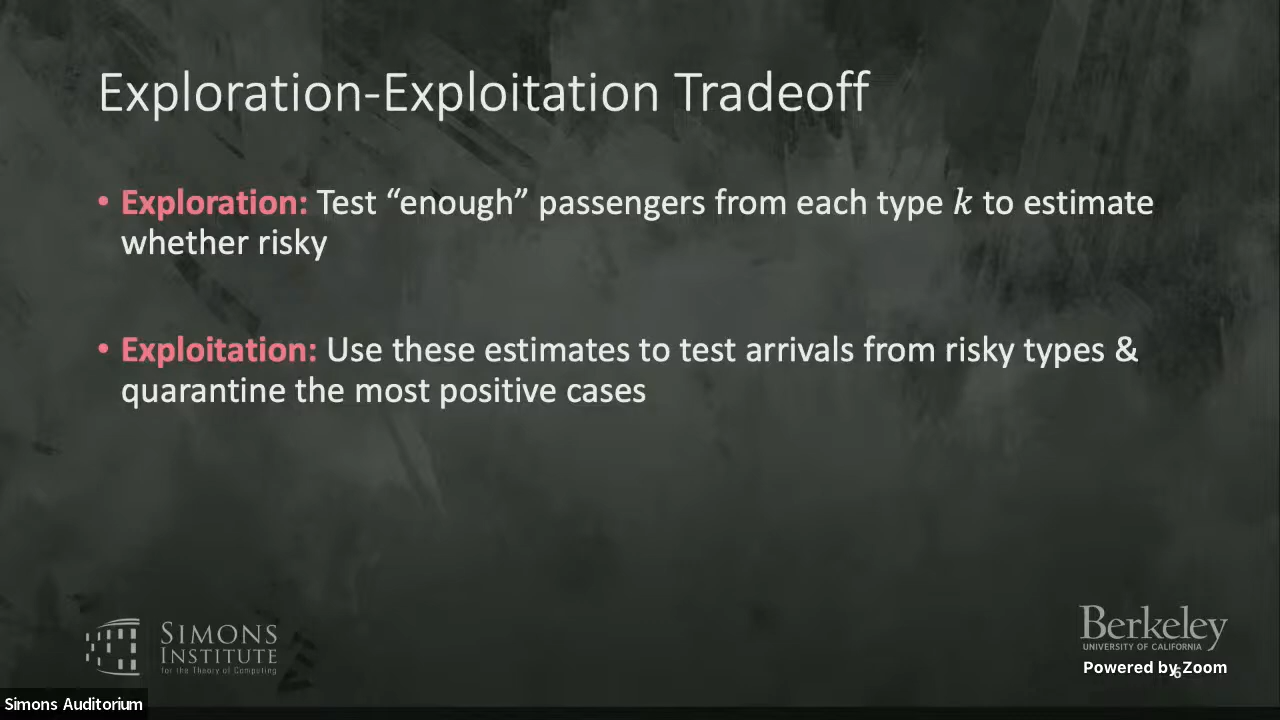 Exploration-Exploitation Tradeoff
• Exploration: Test “enough” passengers from each type k to estimate
whether risky
• Exploitation: Use these estimates to test arrivals from risky types &
quarantine the most positive cases
SIMONS
INSTITUTE
for the Theory of Computing
Berkeley
UNIVERSITY OF CALIFORNIA
Powered by Zoom
6
Simons Auditorium